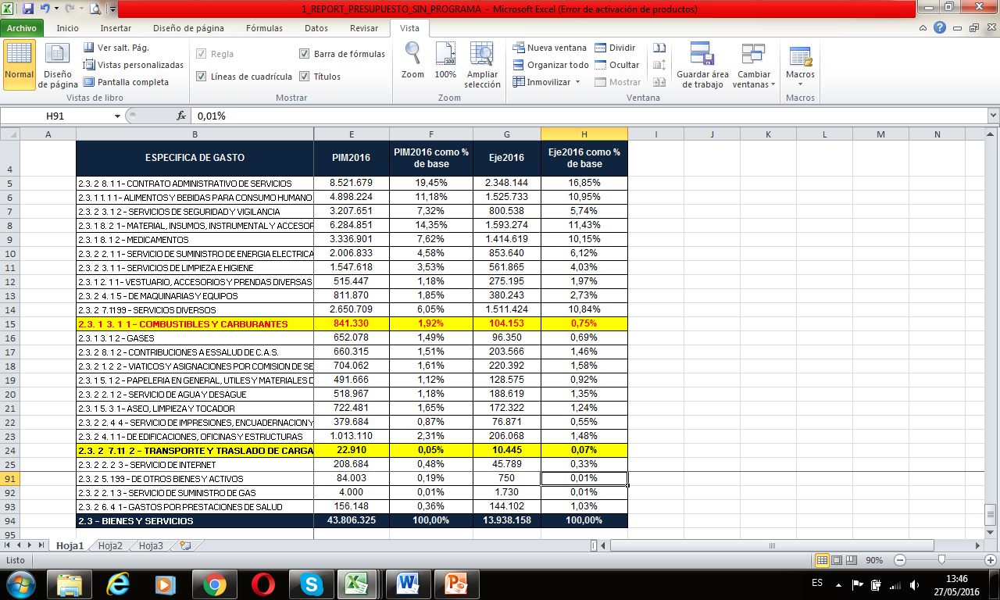 1_REPORT_PRESUPUESTO_SIN_PROGRAMA - Microsoft Excel (Error de activación de productos)
Archivo Inicio Insertar Diseño de página Fórmulas Datos Revisar Vista
Normal
Diseño de página
Ver salt. Pág.
Vistas personalizadas
Pantalla completa
Vistas de libro
Regla
Barra de fórmulas
Líneas de cuadrícula
Títulos
Mostrar
Zoom
100%
Ampliar selección
Zoom
Nueva ventana
Organizar todo
Inmovilizar
Dividir
Ocultar
Mostrar
Guardar área de trabajo
Cambiar ventanas
Ventana
Macros
Macros
H91 fx 0,01%
A B E F G H I J K L M N
4 ESPECIFICA DE GASTO PIM2016 PIM2016 como % de base Eje2016 Eje2016 como % de base
5 2.3. 2 8. 1 1 - CONTRATO ADMINISTRATIVO DE SERVICIOS 8.521.679 19,45% 2.348.144 16,85%
6 2.3. 1 1. 1 1 - ALIMENTOS Y BEBIDAS PARA CONSUMO HUMANO 4.898.224 11,18% 1.525.733 10,95%
7 2.3. 2 3. 1 2 - SERVICIOS DE SEGURIDAD Y VIGILANCIA 3.207.651 7,32% 800.538 5,74%
8 2.3. 1 8. 2 1 - MATERIAL, INSUMOS, INSTRUMENTAL Y ACCESOR 6.284.851 14,35% 1.593.274 11,43%
9 2.3. 1 8. 1 2 - MEDICAMENTOS 3.336.901 7,62% 1.414.619 10,15%
10 2.3. 2 2. 1 1 - SERVICIO DE SUMINISTRO DE ENERGIA ELECTRICA 2.006.833 4,58% 853.640 6,12%
11 2.3. 2 3. 1 1 - SERVICIOS DE LIMPIEZA E HIGIENE 1.547.618 3,53% 561.865 4,03%
12 2.3. 1 2. 1 1 - VESTUARIO, ACCESORIOS Y PRENDAS DIVERSAS 515.447 1,18% 275.195 1,97%
13 2.3. 2 4. 1 5 - DE MAQUINARIAS Y EQUIPOS 811.870 1,85% 380.243 2,73%
14 2.3. 2 7.11 99 - SERVICIOS DIVERSOS 2.650.709 6,05% 1.511.424 10,84%
15 2.3. 1 3. 1 1 - COMBUSTIBLES Y CARBURANTES 841.330 1,92% 104.153 0,75%
16 2.3. 1 3. 1 2 - GASES 652.078 1,49% 96.350 0,69%
17 2.3. 2 8. 1 2 - CONTRIBUCIONES A ESSALUD DE C.A.S. 660.315 1,51% 203.566 1,46%
18 2.3. 2 1. 2 2 - VIATICOS Y ASIGNACIONES POR COMISION DE SE 704.062 1,61% 220.392 1,58%
19 2.3. 1 5. 1 2 - PAPELERIA EN GENERAL, UTILES Y MATERIALES D 491.666 1,12% 128.575 0,92%
20 2.3. 2 2. 1 2 - SERVICIO DE AGUA Y DESAGUE 518.967 1,18% 188.619 1,35%
21 2.3. 1 5. 3 1 - ASEO, LIMPIEZA Y TOCADOR 722.481 1,65% 172.322 1,24%
22 2.3. 2 2. 4 4 - SERVICIO DE IMPRESIONES, ENCUADERNACION Y 379.684 0,87% 76.871 0,55%
23 2.3. 2 4. 1 1 - DE EDIFICACIONES, OFICINAS Y ESTRUCTURAS 1.013.110 2,31% 206.068 1,48%
24 2.3. 2 7.11 2 - TRANSPORTE Y TRASLADO DE CARGA 22.910 0,05% 10.445 0,07%
25 2.3. 2 2. 2 3 - SERVICIO DE INTERNET 208.684 0,48% 45.789 0,33%
91 2.3. 2 5. 1 99 - DE OTROS BIENES Y ACTIVOS 84.003 0,19% 750 0,01%
92 2.3. 2 2. 1 3 - SERVICIO DE SUMINISTRO DE GAS 4.000 0,01% 1.730 0,01%
93 2.3. 2 6. 4 1 - GASTOS POR PRESTACIONES DE SALUD 156.148 0,36% 144.102 1,03%
94 2.3 - BIENES Y SERVICIOS 43.806.325 100,00% 13.938.158 100,00%
95
Hoja1 Hoja2 Hoja3
Listo 90%
ES 13:46
27/05/2016